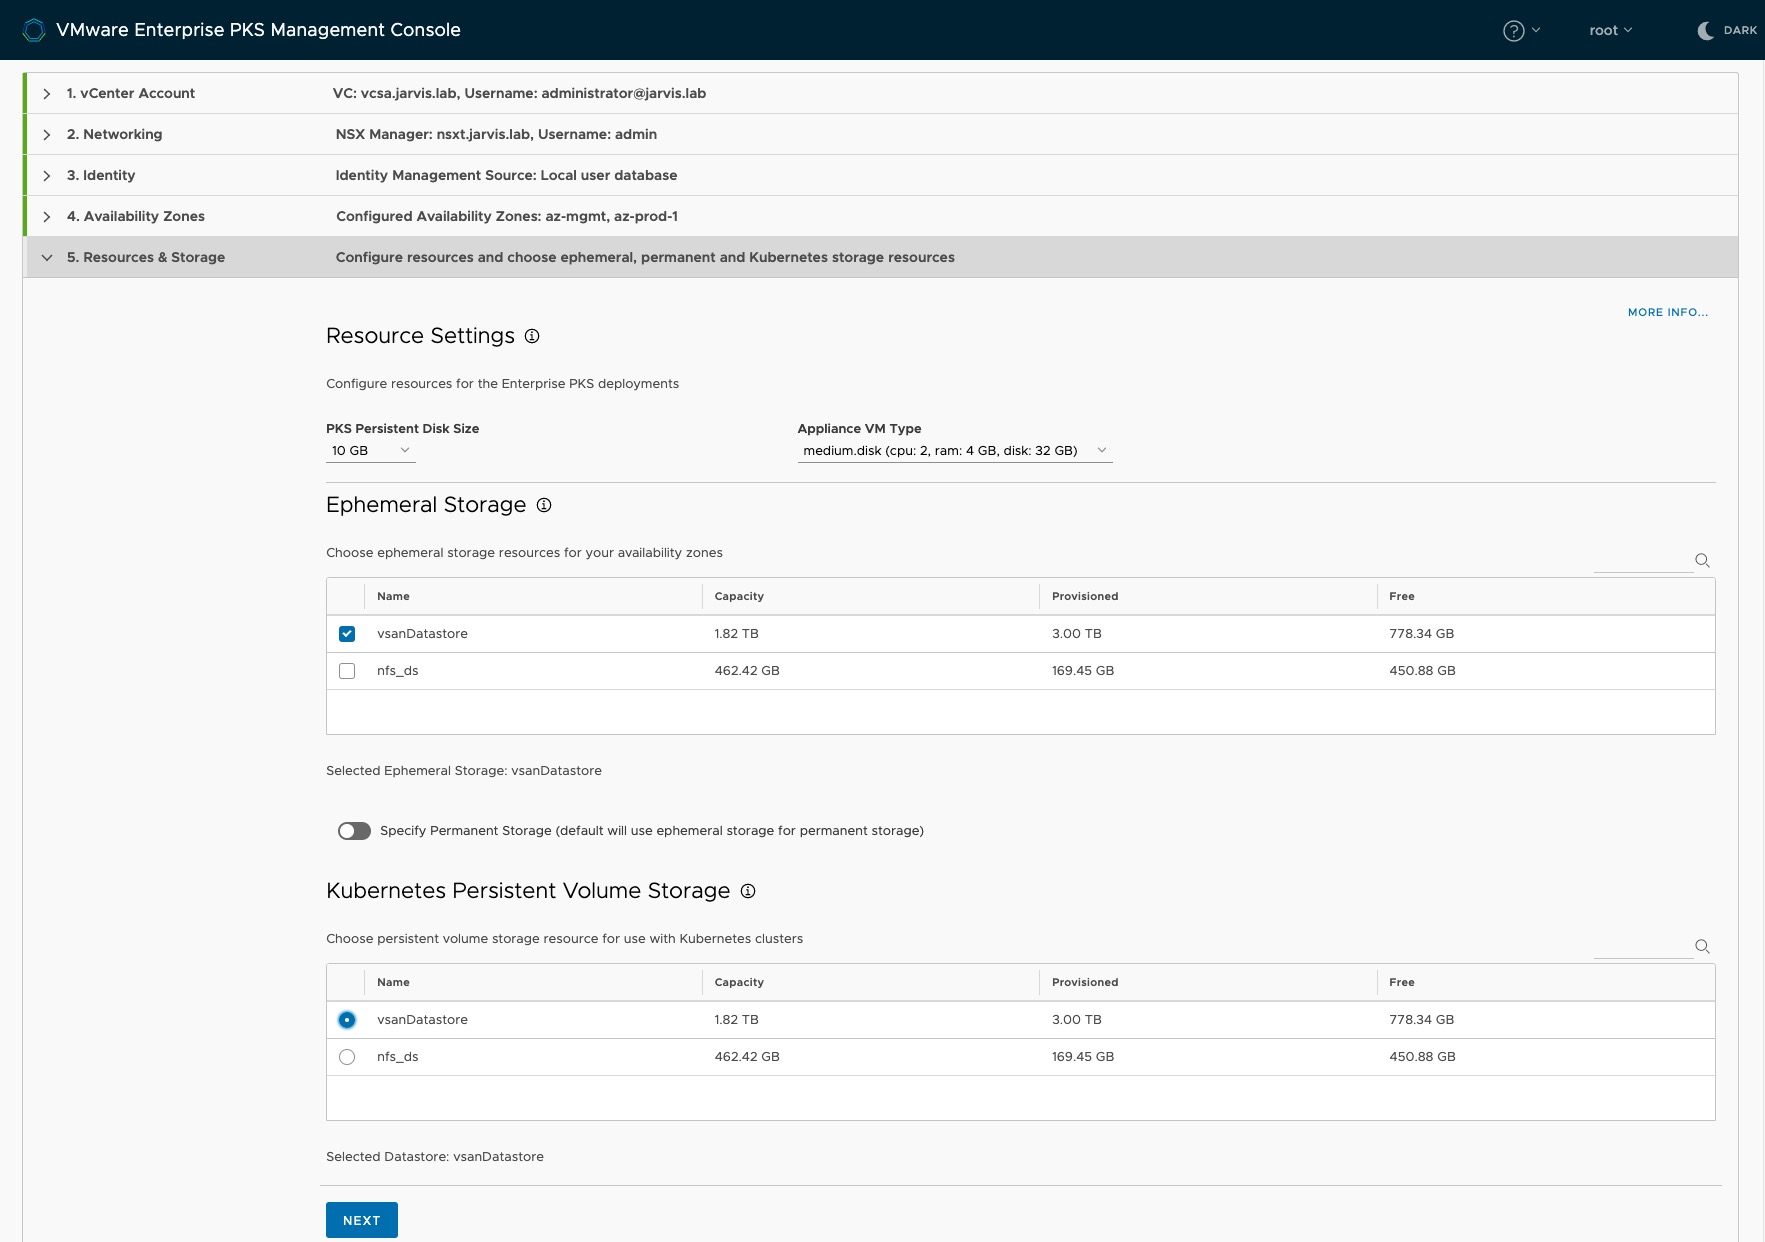 VMware Enterprise PKS Management Console
? root DARK
1. vCenter Account VC: vcsa.jarvis.lab, Username: administrator@jarvis.lab
2. Networking NSX Manager: nsxt.jarvis.lab, Username: admin
3. Identity Identity Management Source: Local user database
4. Availability Zones Configured Availability Zones: az-mgmt, az-prod-1
5. Resources & Storage Configure resources and choose ephemeral, permanent and Kubernetes storage resources
MORE INFO...
Resource Settings
Configure resources for the Enterprise PKS deployments
PKS Persistent Disk Size Appliance VM Type
10 GB medium.disk (cpu: 2, ram: 4 GB, disk: 32 GB)
Ephemeral Storage
Choose ephemeral storage resources for your availability zones
Name Capacity Provisioned Free
vsanDatastore 1.82 TB 3.00 TB 778.34 GB
nfs_ds 462.42 GB 169.45 GB 450.88 GB
Selected Ephemeral Storage: vsanDatastore
Specify Permanent Storage (default will use ephemeral storage for permanent storage)
Kubernetes Persistent Volume Storage
Choose persistent volume storage resource for use with Kubernetes clusters
Name Capacity Provisioned Free
vsanDatastore 1.82 TB 3.00 TB 778.34 GB
nfs_ds 462.42 GB 169.45 GB 450.88 GB
Selected Datastore: vsanDatastore
NEXT